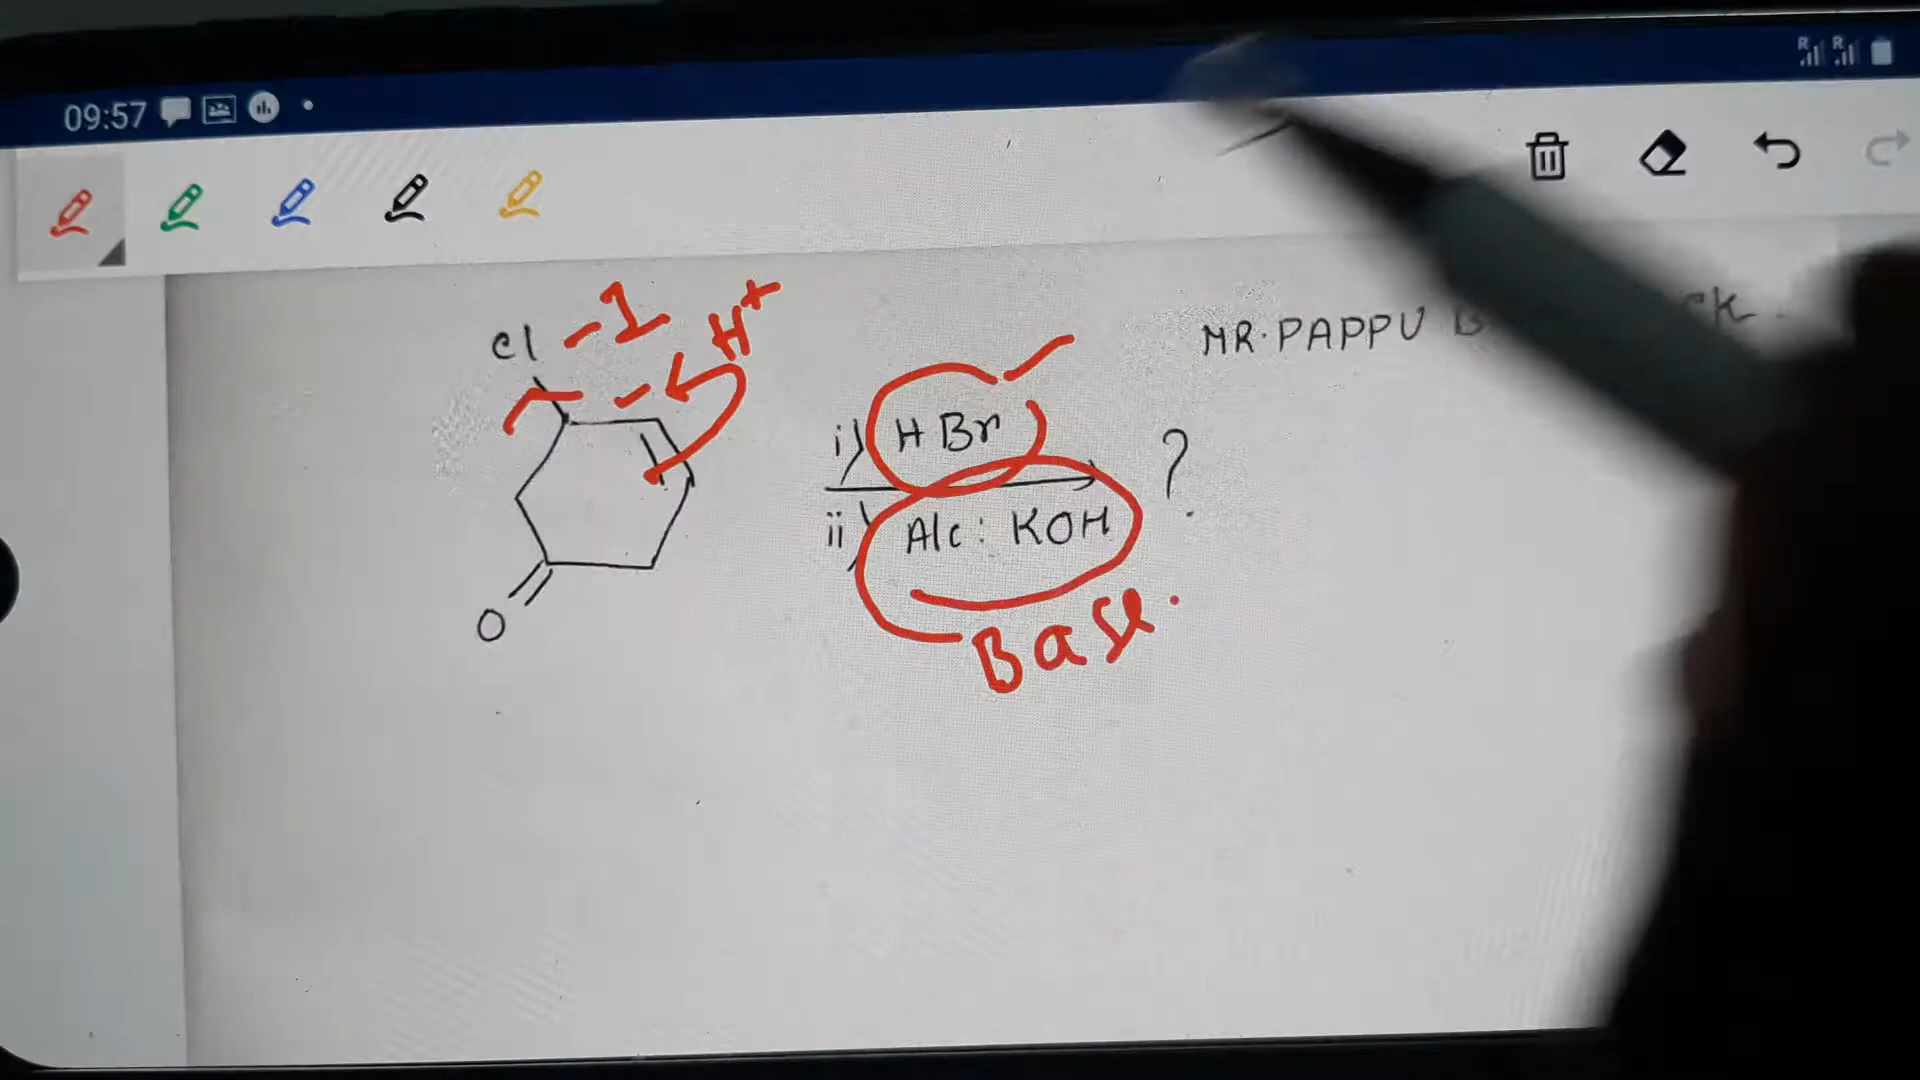 09:57
R R
Cl -I H+
MR. PAPPU
i) HBr
?
ii) Alc: KOH
O
Base.